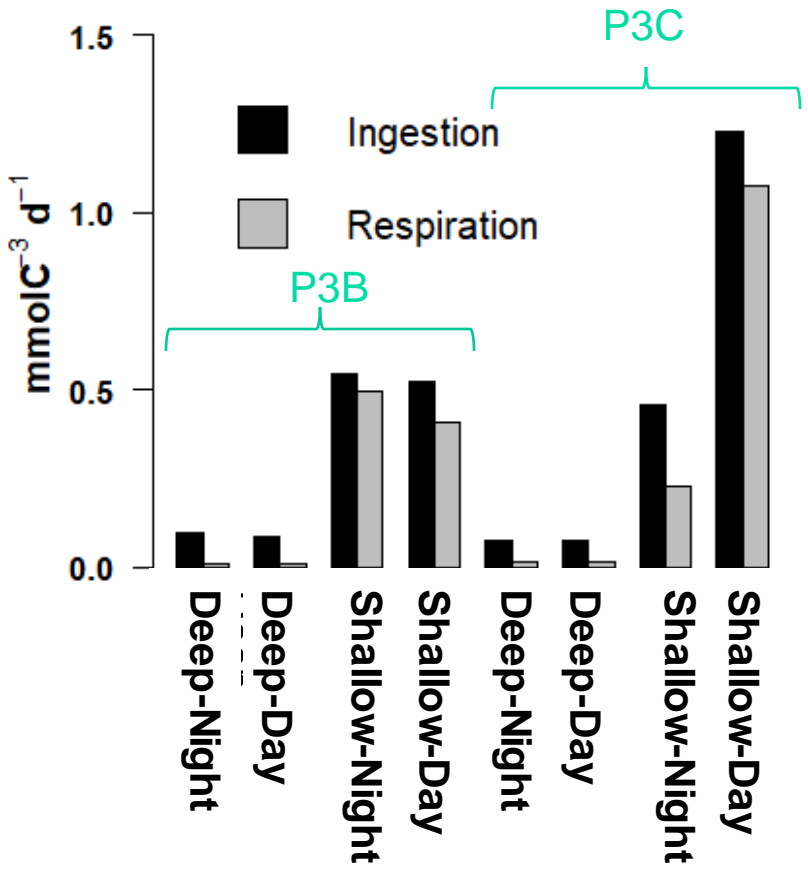 P3C
1.5
Ingestion
1.0
Respiration
mmolC⁻³ d⁻¹
P3B
0.5
0.0
Deep-Night
Deep-Day
Shallow-Night
Shallow-Day
Deep-Night
Deep-Day
Shallow-Night
Shallow-Day